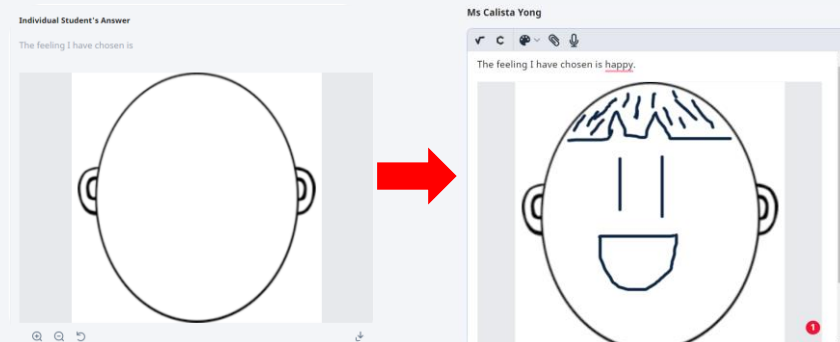 Individual Student's Answer
The feeling I have chosen is
Ms Calista Yong
The feeling I have chosen is happy.
1